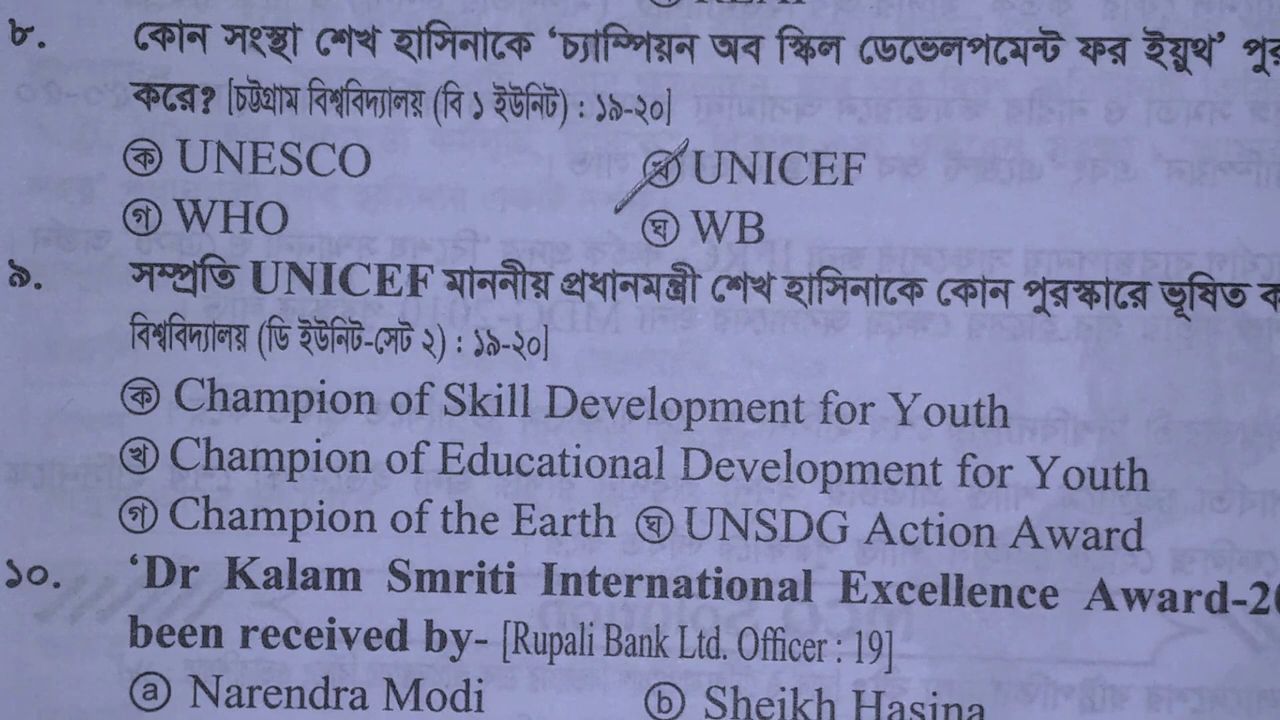 ৮. কোন সংস্থা শেখ হাসিনাকে ‘চ্যাম্পিয়ন অব স্কিল ডেভেলপমেন্ট ফর ইয়ুথ’
করে? [চট্টগ্রাম বিশ্ববিদ্যালয় (বি ১ ইউনিট) : ১৯-২০]
ক UNESCO খ UNICEF
গ WHO ঘ WB
৯. সম্প্রতি UNICEF মাননীয় প্রধানমন্ত্রী শেখ হাসিনাকে কোন পুরস্কারে ভূষিত
বিশ্ববিদ্যালয় (ডি ইউনিট-সেট ২) : ১৯-২০]
ক Champion of Skill Development for Youth
খ Champion of Educational Development for Youth
গ Champion of the Earth ঘ UNSDG Action Award
১০. ‘Dr Kalam Smriti International Excellence Award-
been received by- [Rupali Bank Ltd. Officer : 19]
a Narendra Modi b Sheikh Hasina